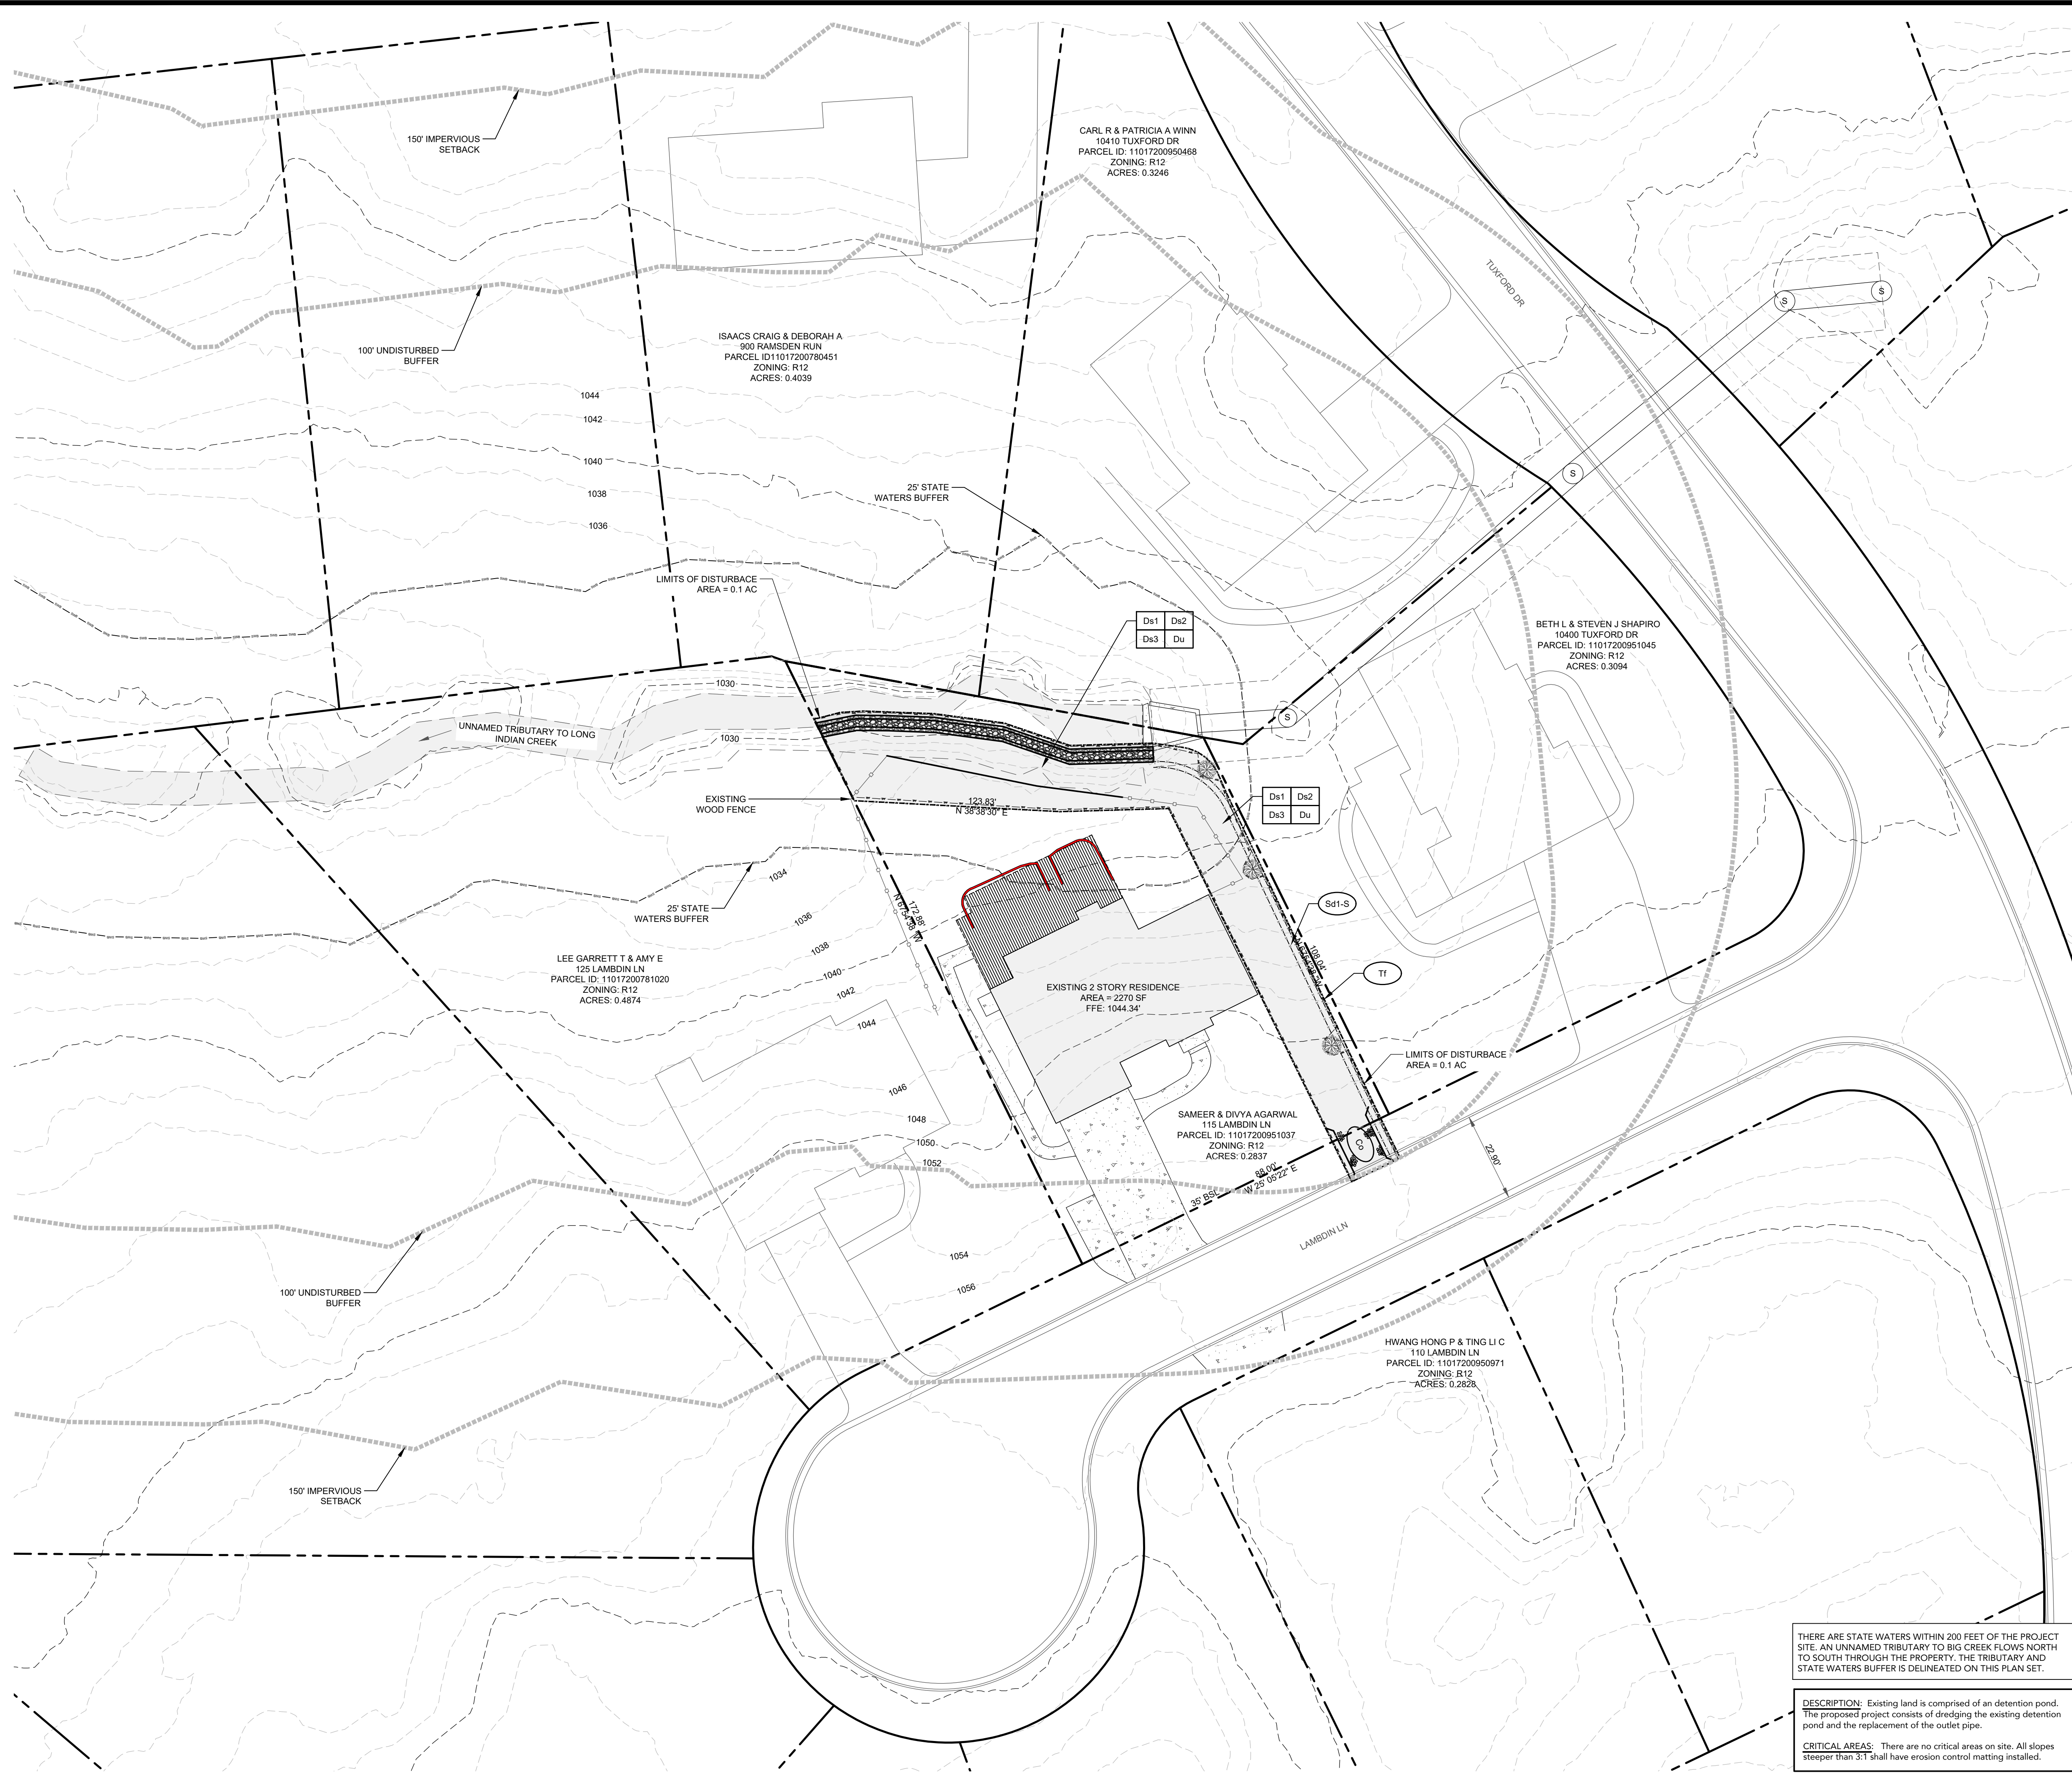 150' IMPERVIOUS
SETBACK
CARL R & PATRICIA A WINN
10410 TUXFORD DR
PARCEL ID: 11017200950468
ZONING: R12
ACRES: 0.3246
TUXFORD DR
S
S
100' UNDISTURBED
BUFFER
ISAACS CRAIG & DEBORAH A
900 RAMSDEN RUN
PARCEL ID11017200780451
ZONING: R12
ACRES: 0.4039
1044
1042
1040
1038
1036
S
25' STATE
WATERS BUFFER
LIMITS OF DISTURBACE
AREA = 0.1 AC
Ds1 Ds2
Ds3 Du
BETH L & STEVEN J SHAPIRO
10400 TUXFORD DR
PARCEL ID: 11017200951045
ZONING: R12
ACRES: 0.3094
1030
S
UNNAMED TRIBUTARY TO LONG
INDIAN CREEK
1030
EXISTING
WOOD FENCE
123.83'
N 38°38'30" E
Ds1 Ds2
Ds3 Du
1034
25' STATE
WATERS BUFFER
1036
172.88'
Sd1-S
1038
108.04'
LEE GARRETT T & AMY E
125 LAMBDIN LN
PARCEL ID: 11017200781020
ZONING: R12
ACRES: 0.4874
1040
1042
1044
EXISTING 2 STORY RESIDENCE
AREA = 2270 SF
FFE: 1044.34'
Tf
LIMITS OF DISTURBACE
AREA = 0.1 AC
1046
1048
1050
1052
SAMEER & DIVYA AGARWAL
115 LAMBDIN LN
PARCEL ID: 11017200951037
ZONING: R12
ACRES: 0.2837
Co
22.90'
88.00'
W 25° 05'22" E
35' BSL
LAMBDIN LN
1054
1056
100' UNDISTURBED
BUFFER
HWANG HONG P & TING LI C
110 LAMBDIN LN
PARCEL ID: 11017200950971
ZONING: R12
ACRES: 0.2828
150' IMPERVIOUS
SETBACK
THERE ARE STATE WATERS WITHIN 200 FEET OF THE PROJECT
SITE. AN UNNAMED TRIBUTARY TO BIG CREEK FLOWS NORTH
TO SOUTH THROUGH THE PROPERTY. THE TRIBUTARY AND
STATE WATERS BUFFER IS DELINEATED ON THIS PLAN SET.
DESCRIPTION: Existing land is comprised of an detention pond.
The proposed project consists of dredging the existing detention
pond and the replacement of the outlet pipe.
CRITICAL AREAS: There are no critical areas on site. All slopes
steeper than 3:1 shall have erosion control matting installed.